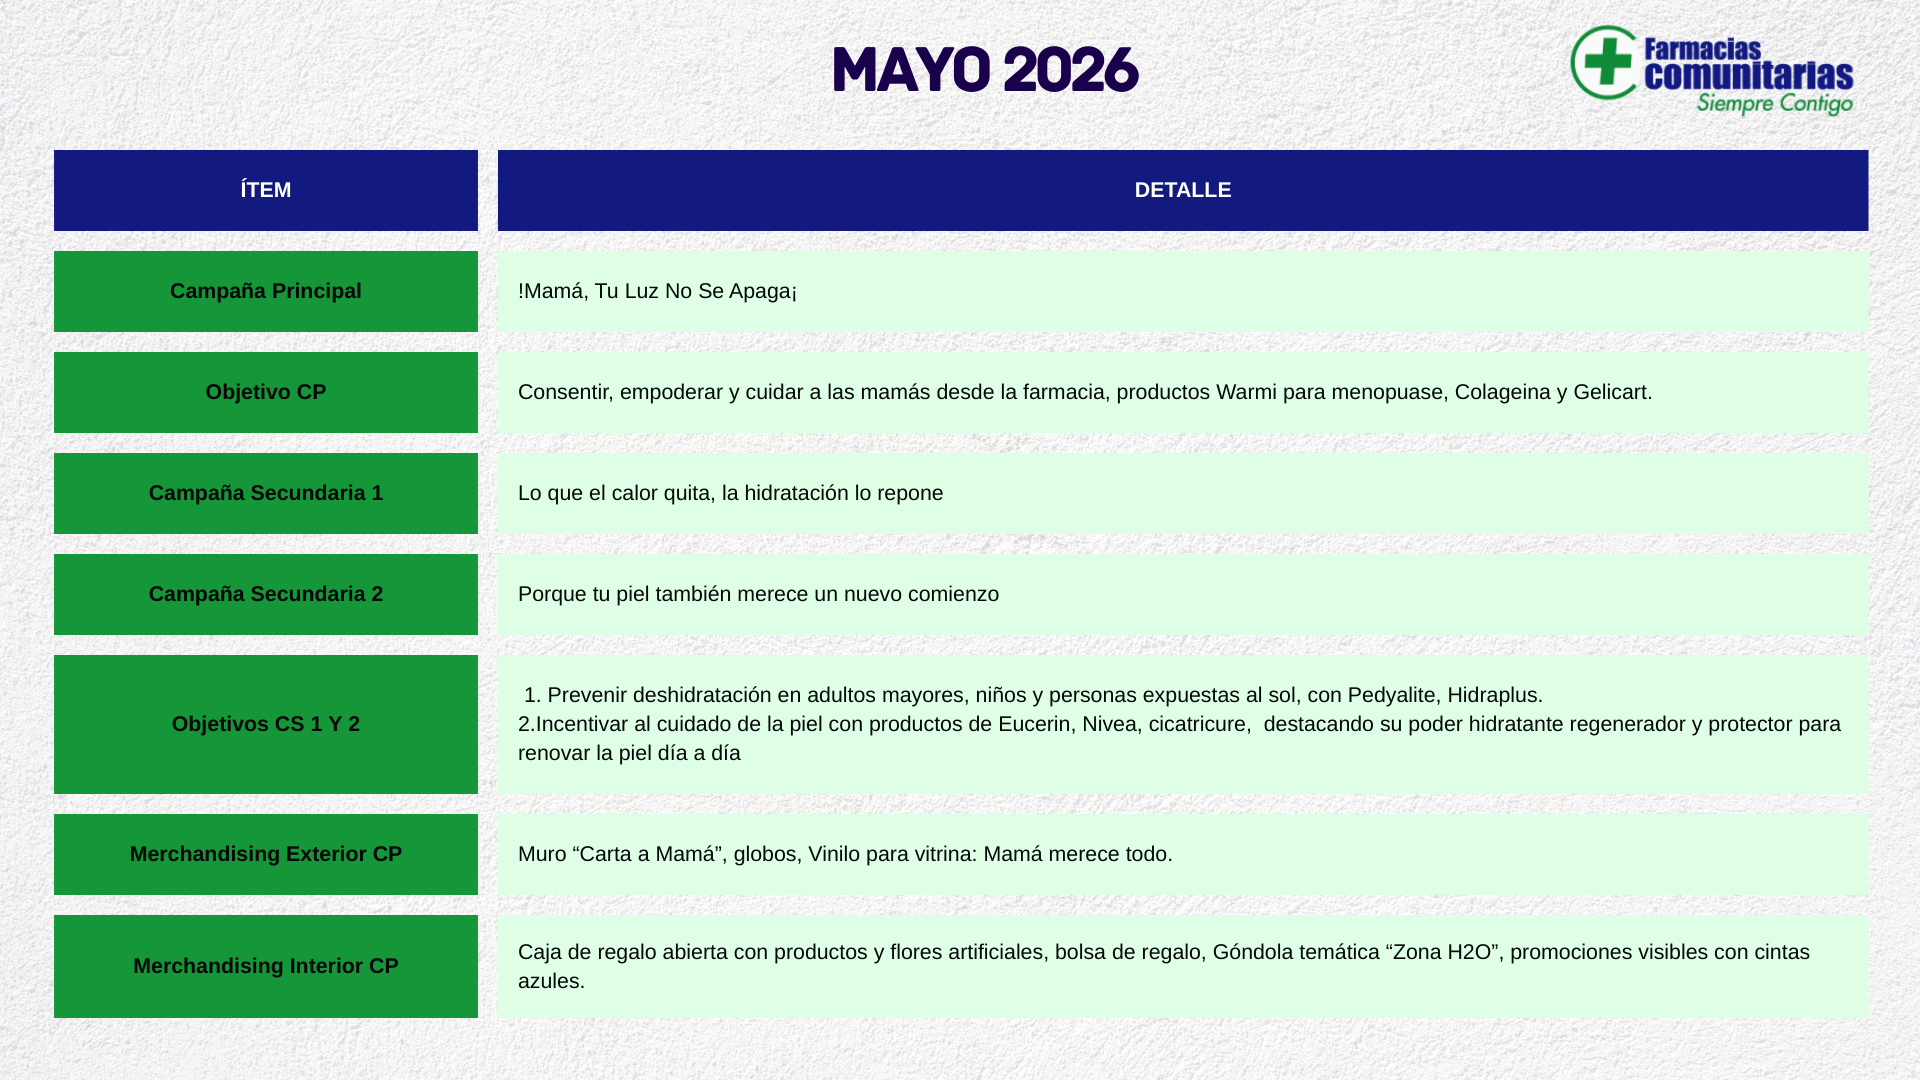 MAYO 2026
Farmacias
comunitarias
Siempre Contigo
ÍTEM
DETALLE
Campaña Principal
!Mamá, Tu Luz No Se Apaga¡
Objetivo CP
Consentir, empoderar y cuidar a las mamás desde la farmacia, productos Warmi para menopuase, Colageina y Gelicart.
Campaña Secundaria 1
Lo que el calor quita, la hidratación lo repone
Campaña Secundaria 2
Porque tu piel también merece un nuevo comienzo
Objetivos CS 1 Y 2
1. Prevenir deshidratación en adultos mayores, niños y personas expuestas al sol, con Pedyalite, Hidraplus.
2.Incentivar al cuidado de la piel con productos de Eucerin, Nivea, cicatricure,  destacando su poder hidratante regenerador y protector para
renovar la piel día a día
Merchandising Exterior CP
Muro “Carta a Mamá”, globos, Vinilo para vitrina: Mamá merece todo.
Merchandising Interior CP
Caja de regalo abierta con productos y flores artificiales, bolsa de regalo, Góndola temática “Zona H2O”, promociones visibles con cintas
azules.